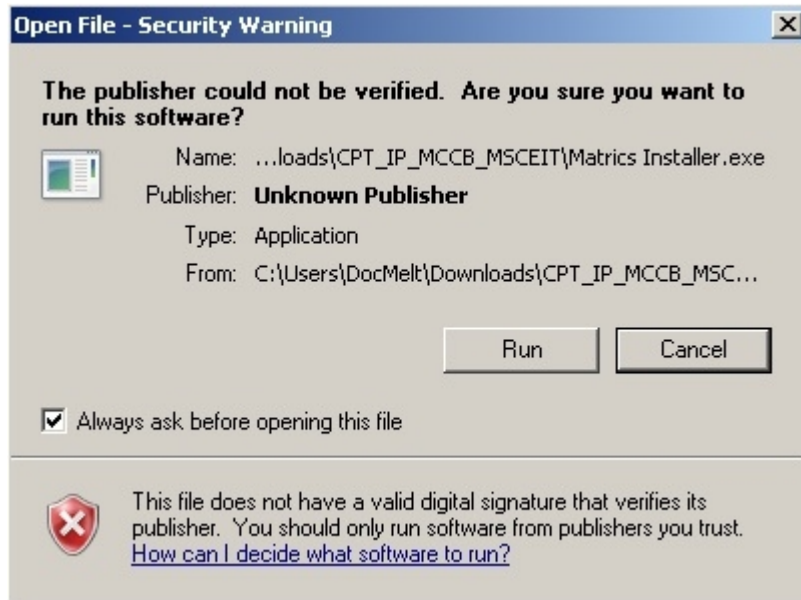 Open File - Security Warning
The publisher could not be verified.  Are you sure you want to
run this software?
Name: ...loads\CPT_IP_MCCB_MSCEIT\Matrics Installer.exe
Publisher: Unknown Publisher
Type: Application
From: C:\Users\DocMelt\Downloads\CPT_IP_MCCB_MSC...
Run Cancel
Always ask before opening this file
This file does not have a valid digital signature that verifies its
publisher.  You should only run software from publishers you trust.
How can I decide what software to run?